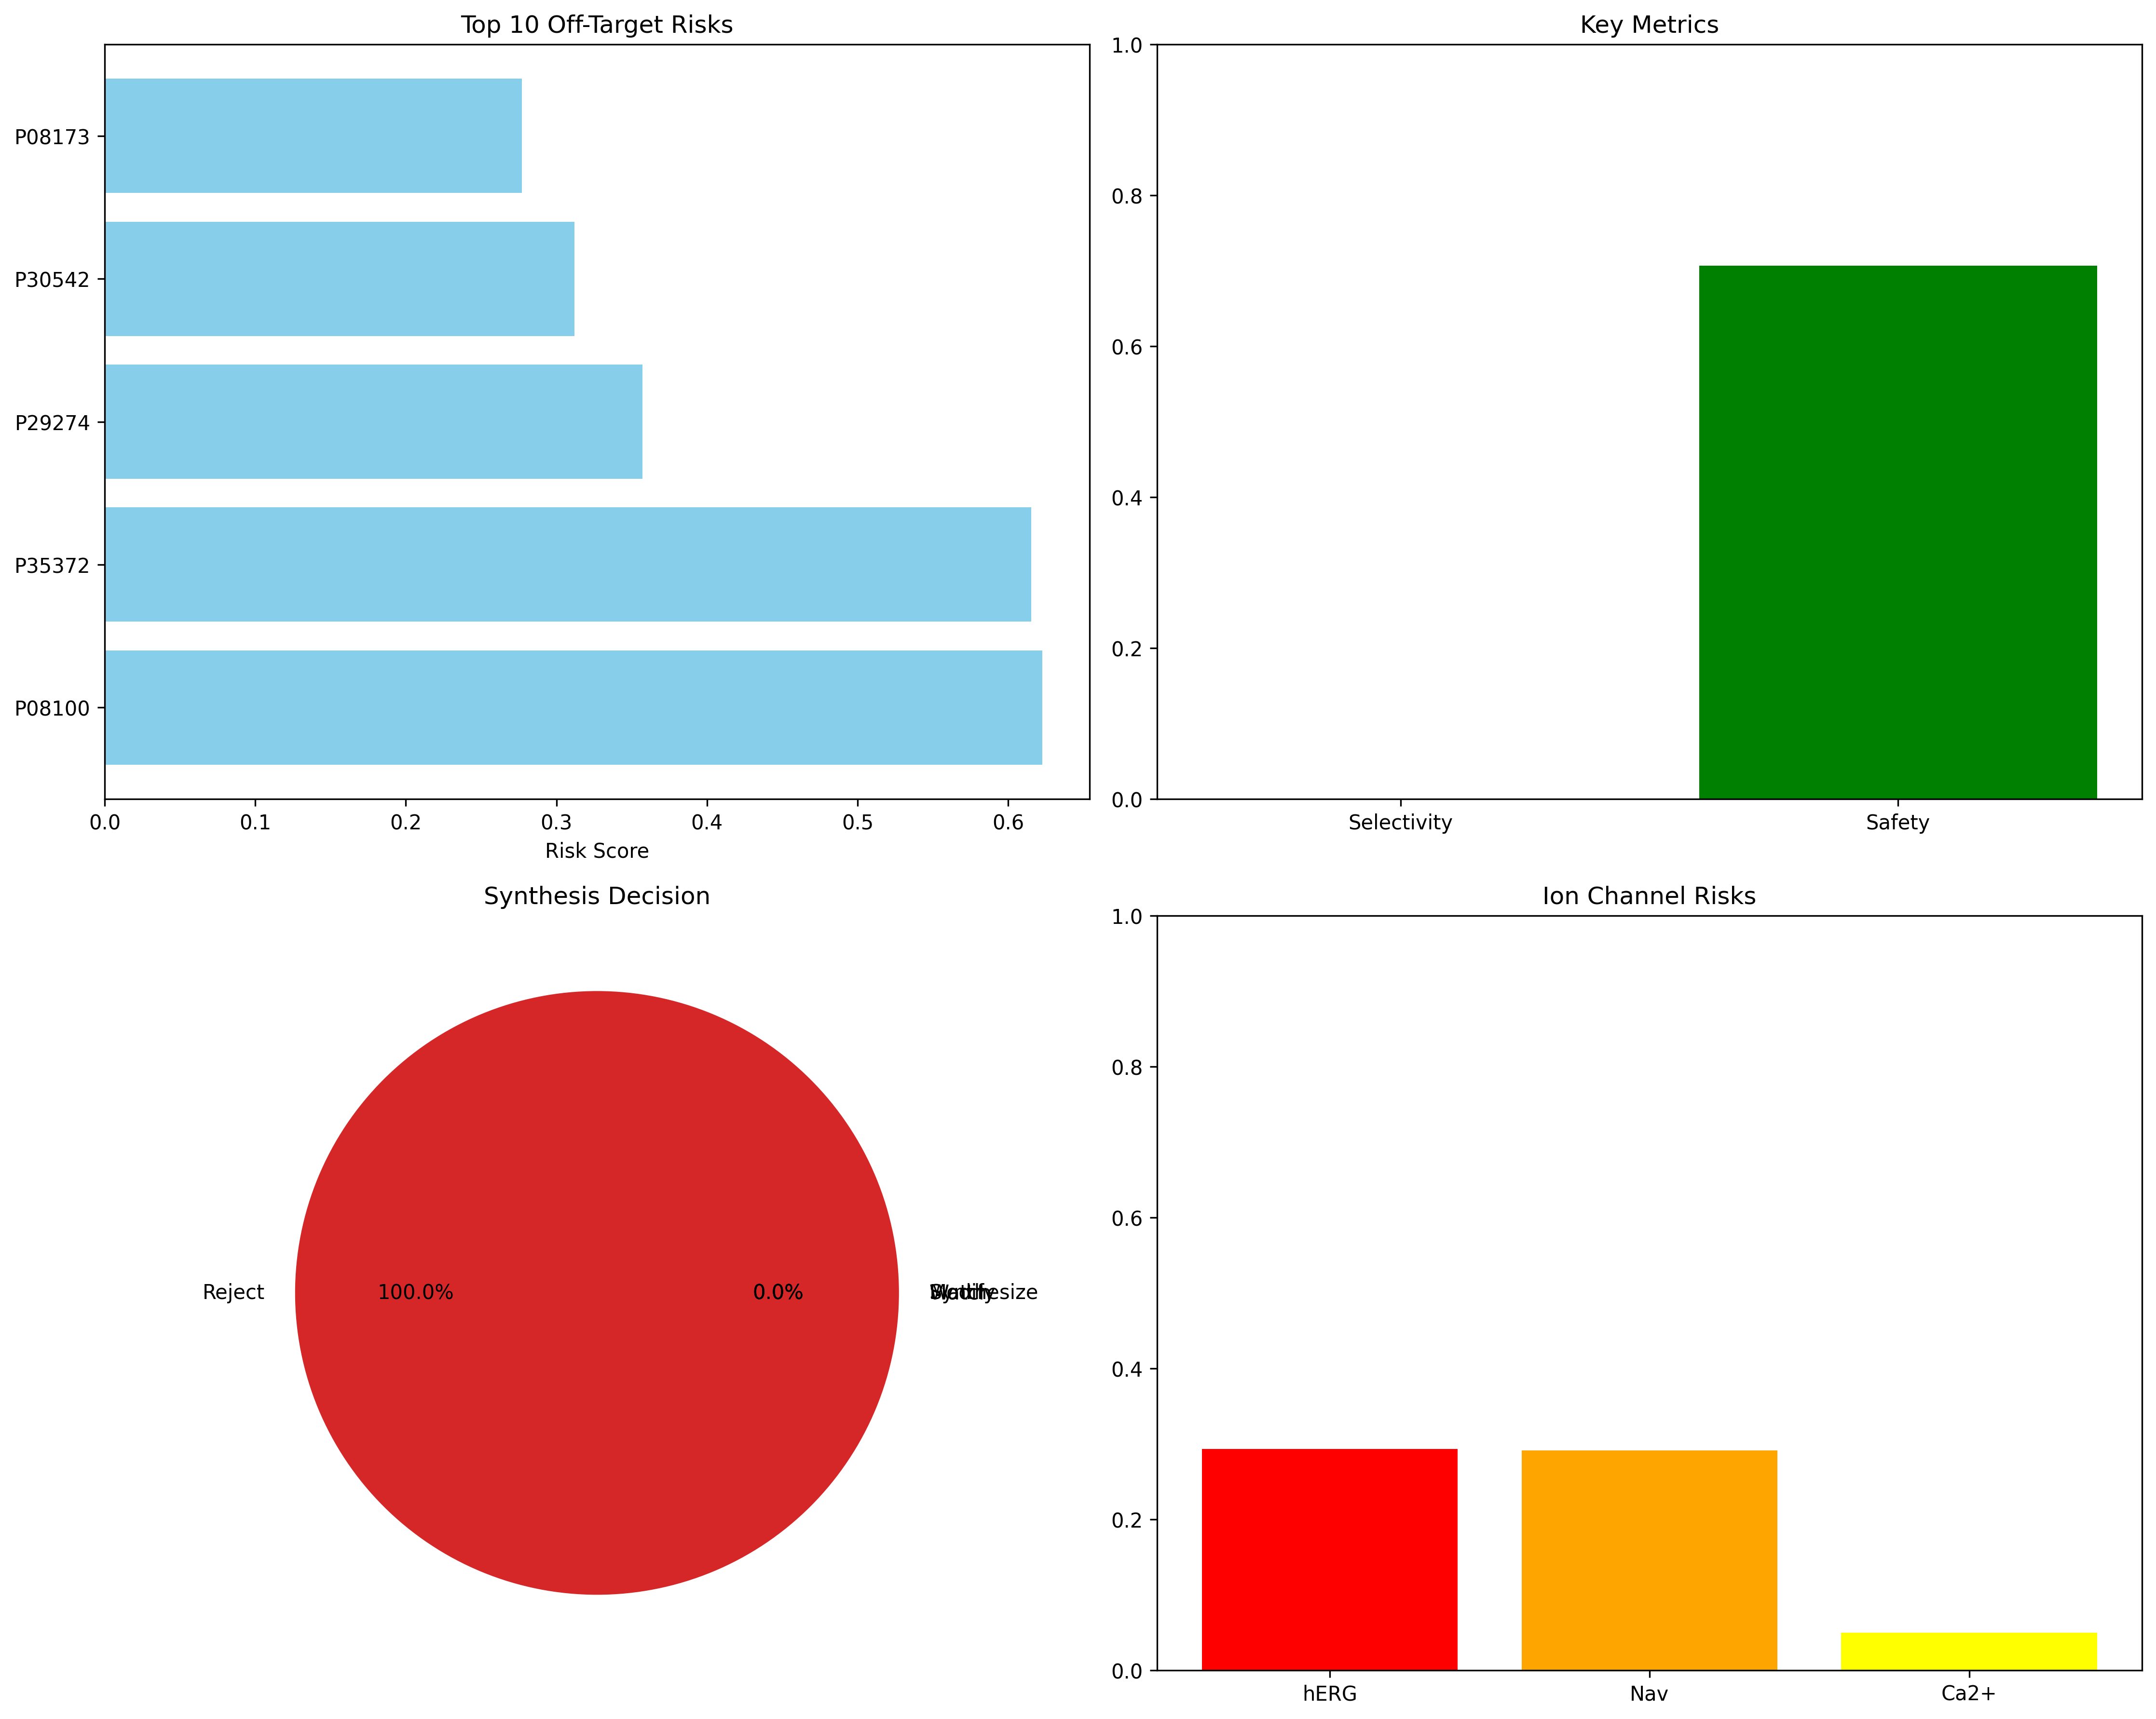 Top 10 Off-Target Risks
P08173
P30542
P29274
P35372
P08100
0.0 0.1 0.2 0.3 0.4 0.5 0.6
Risk Score
Key Metrics
1.0
0.8
0.6
0.4
0.2
0.0
Selectivity Safety
Synthesis Decision
Reject 100.0% 0.0% Synthesize
Ion Channel Risks
1.0
0.8
0.6
0.4
0.2
0.0
hERG Nav Ca2+